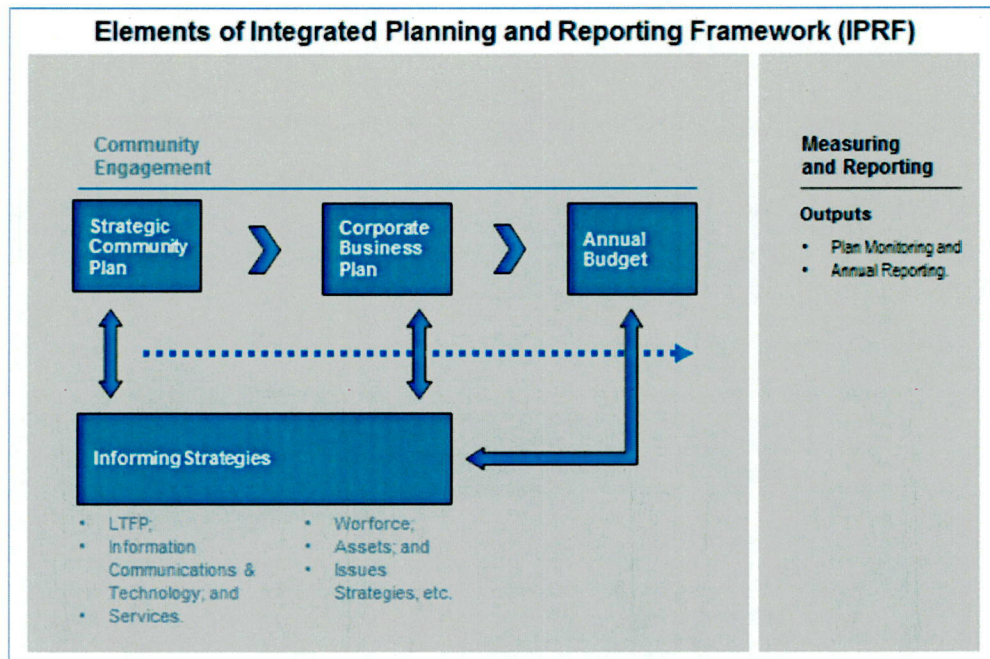 Elements of Integrated Planning and Reporting Framework (IPRF)
Community
Engagement
Strategic
Community
Plan
Corporate
Business
Plan
Annual
Budget
Informing Strategies
• LTFP;
• Information
Communications &
Technology; and
• Services.
• Worforce;
• Assets; and
• Issues
Strategies, etc.
Measuring
and Reporting
Outputs
• Plan Monitoring and
• Annual Reporting.